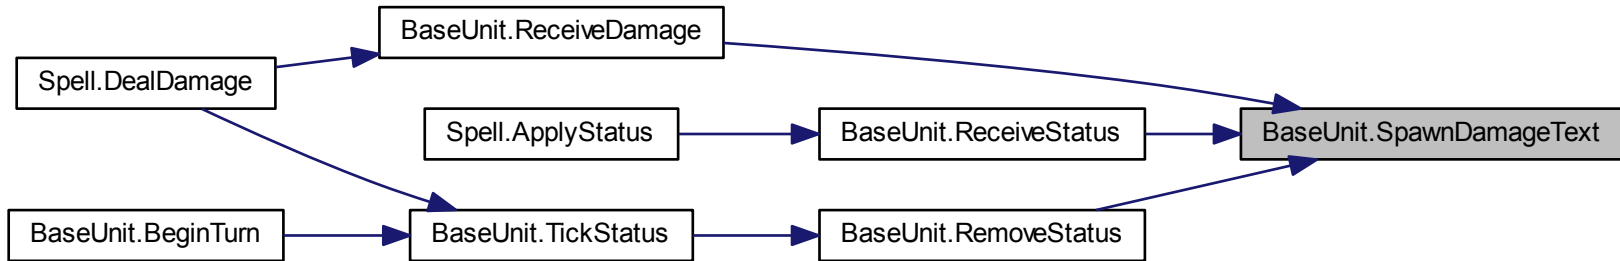 BaseUnit.ReceiveDamage
Spell.DealDamage
Spell.ApplyStatus
BaseUnit.ReceiveStatus
BaseUnit.SpawnDamageText
BaseUnit.BeginTurn
BaseUnit.TickStatus
BaseUnit.RemoveStatus